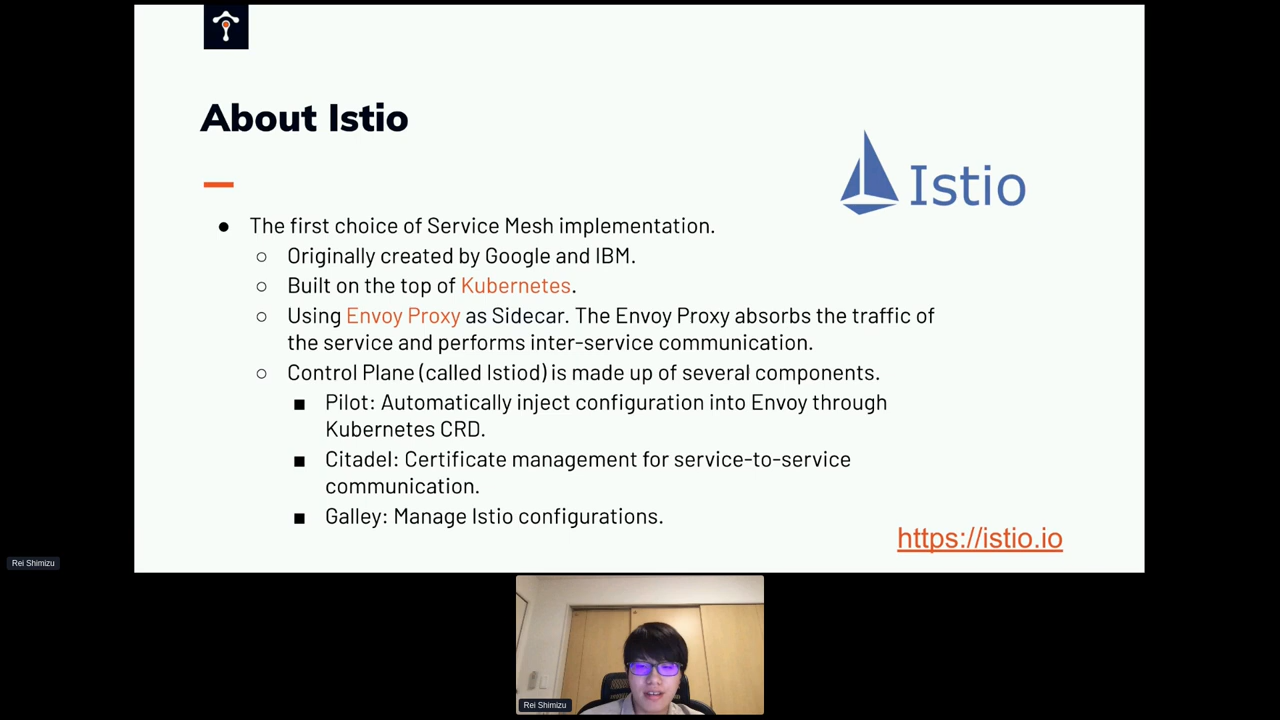 About Istio
Istio
● The first choice of Service Mesh implementation.
○ Originally created by Google and IBM.
○ Built on the top of Kubernetes.
○ Using Envoy Proxy as Sidecar. The Envoy Proxy absorbs the traffic of
the service and performs inter-service communication.
○ Control Plane (called Istiod) is made up of several components.
■ Pilot: Automatically inject configuration into Envoy through
Kubernetes CRD.
■ Citadel: Certificate management for service-to-service
communication.
■ Galley: Manage Istio configurations.
https://istio.io
Rei Shimizu
Rei Shimizu